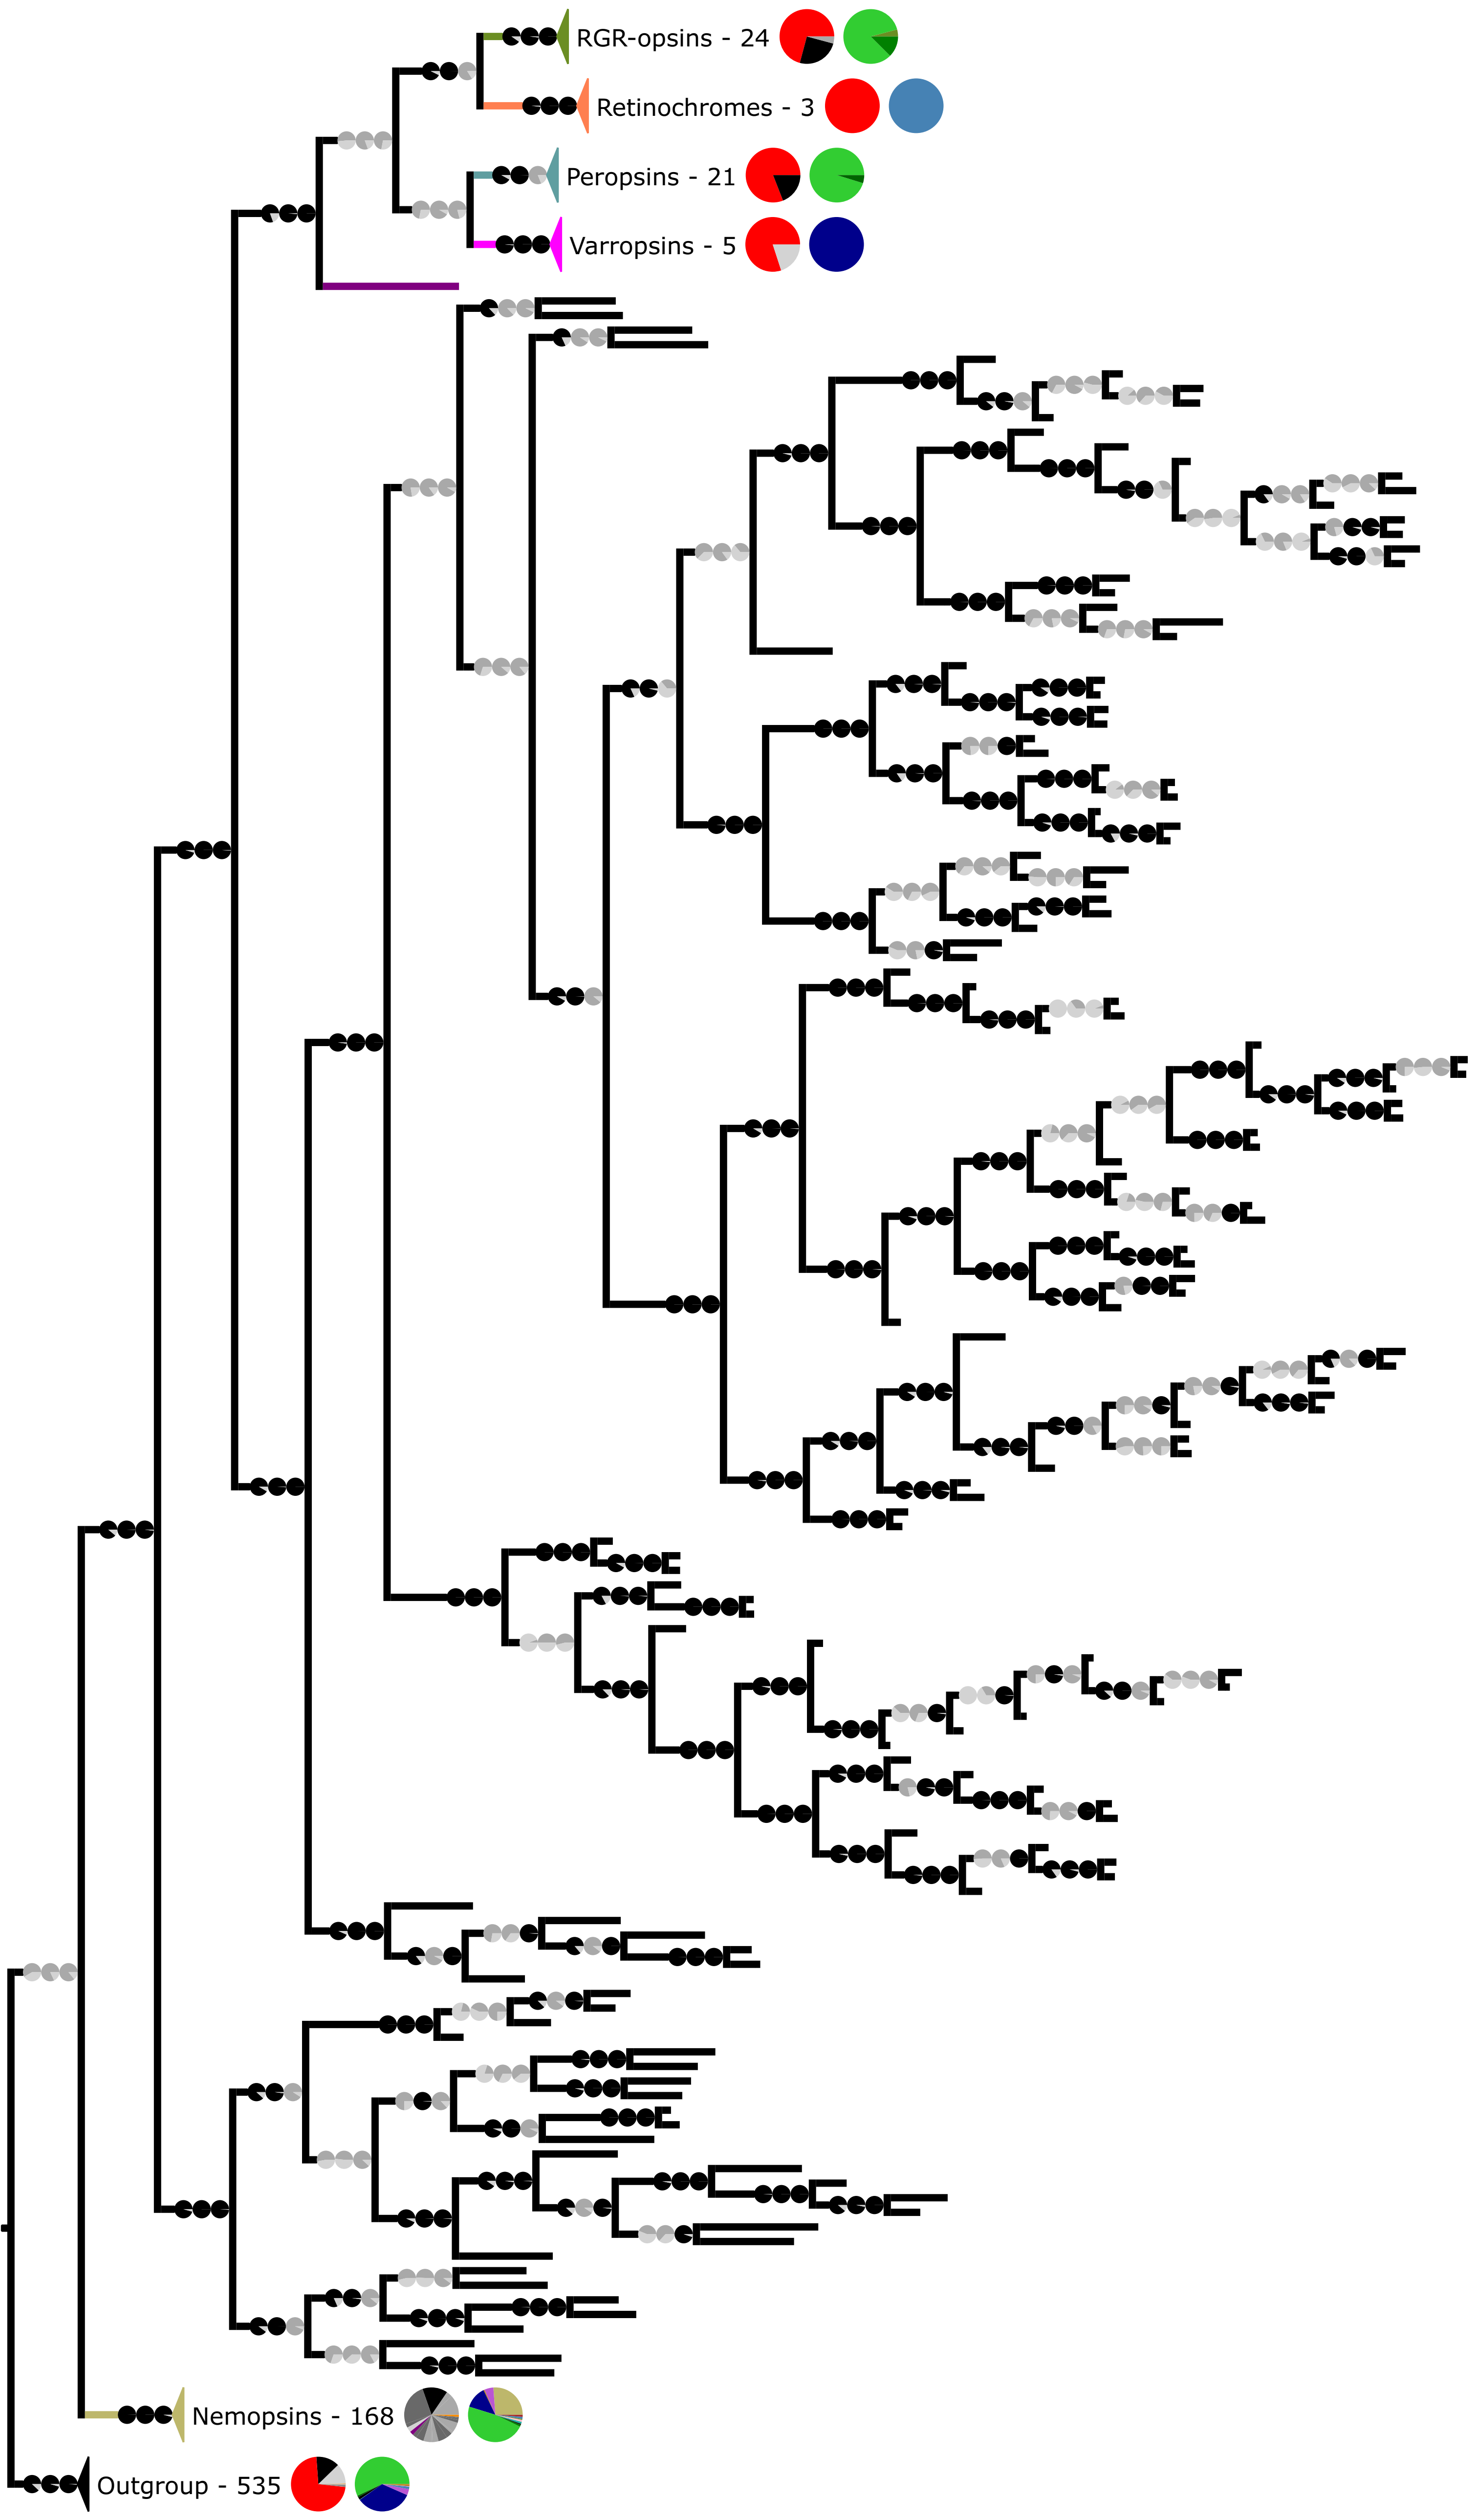 RGR-opsins - 24
Retinochromes - 3
Peropsins - 21
Varropsins - 5
Nemopsins - 168
Outgroup - 535